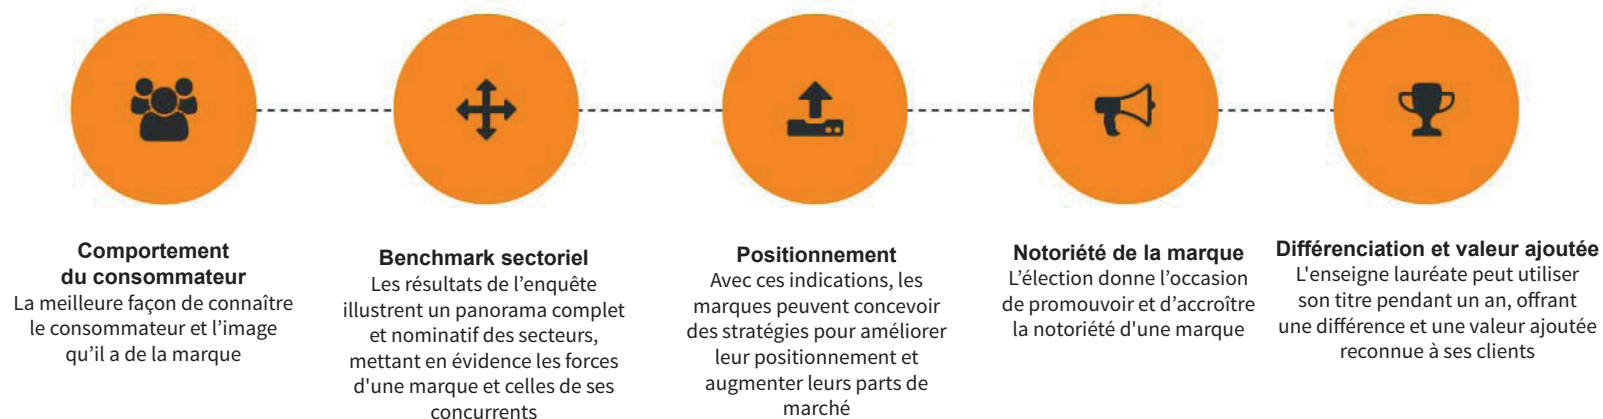 Comportement
du consommateur
La meilleure façon de connaître
le consommateur et l’image
qu’il a de la marque
Benchmark sectoriel
Les résultats de l’enquête
illustrent un panorama complet
et nominatif des secteurs,
mettant en évidence les forces
d'une marque et celles de ses
concurrents
Positionnement
Avec ces indications, les
marques peuvent concevoir
des stratégies pour améliorer
leur positionnement et
augmenter leurs parts de
marché
Notoriété de la marque
L’élection donne l’occasion
de promouvoir et d’accroître
la notoriété d'une marque
Différenciation et valeur ajoutée
L'enseigne lauréate peut utiliser
son titre pendant un an, offrant
une différence et une valeur ajoutée
reconnue à ses clients